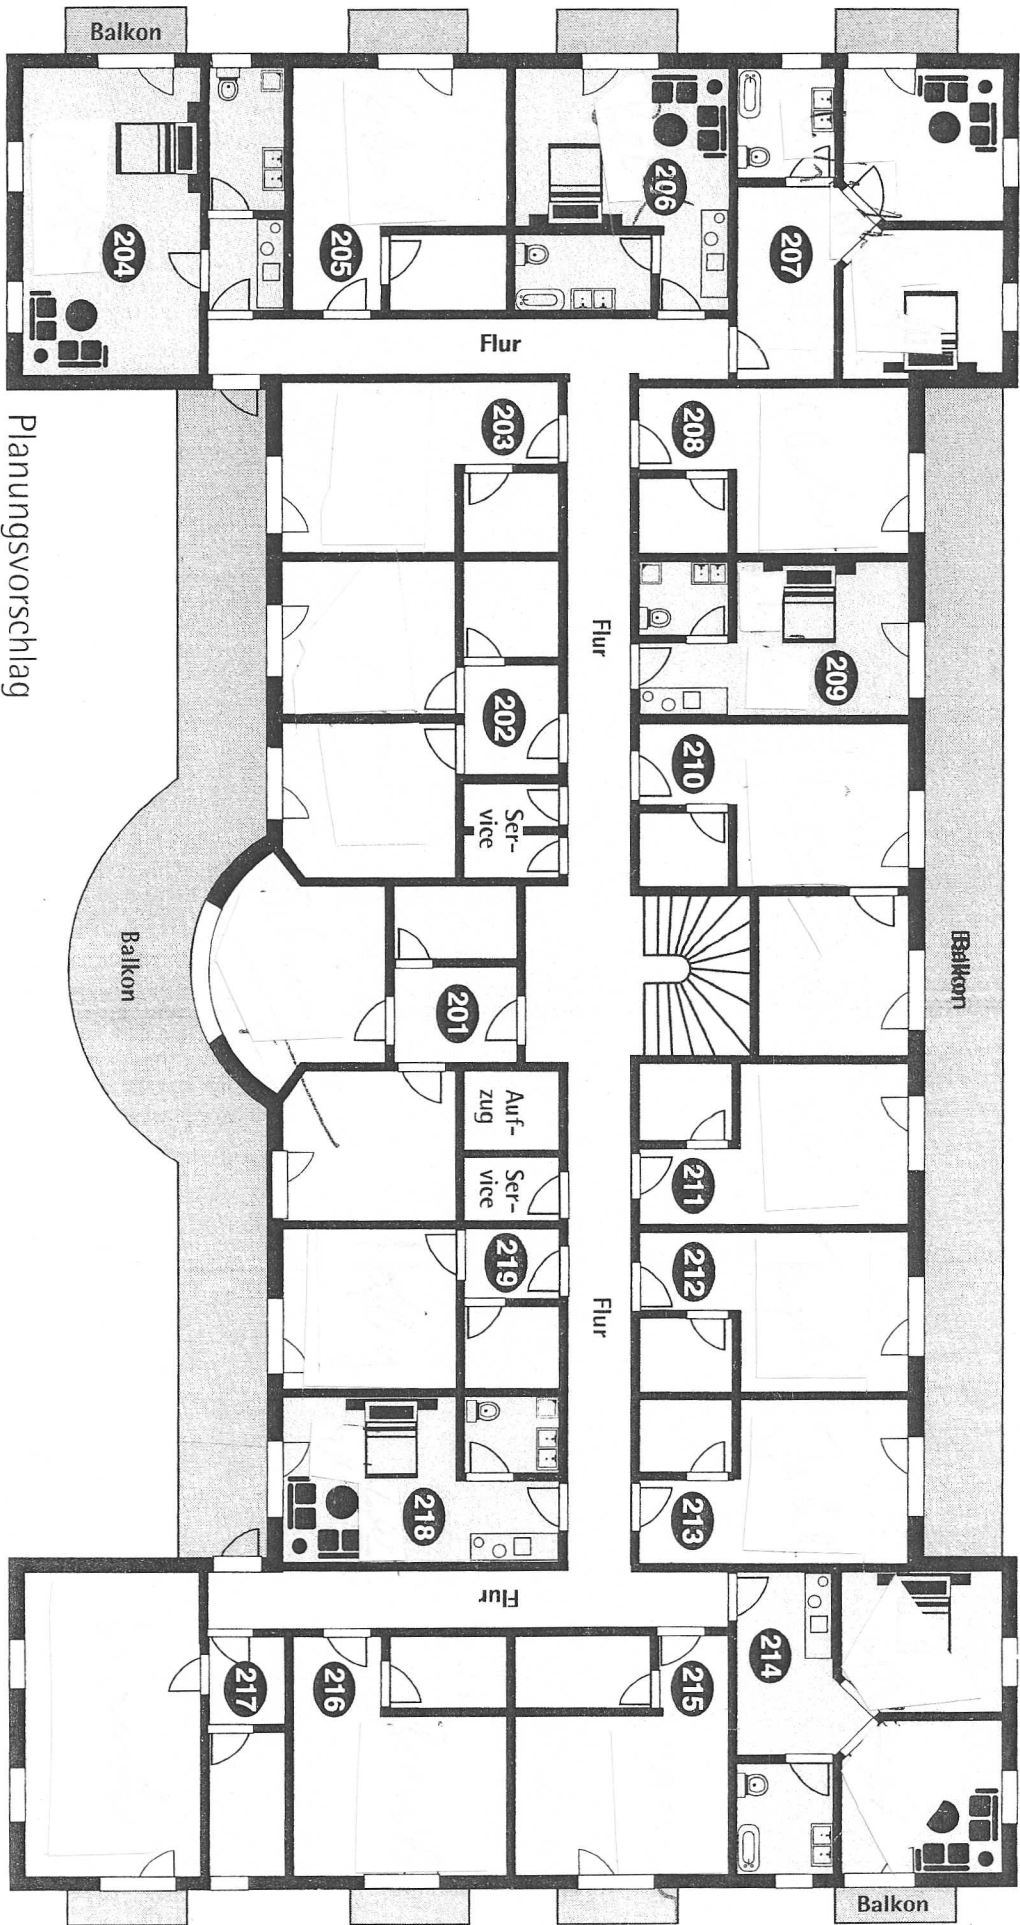 Balkon
204
205
206
207
Flur
Planungsvorschlag
203
208
Flur
209
202
210
Ser-
vice
Balkon
Balkon
201
Auf-
zug
Ser-
vice
211
219
212
Flur
218
213
Flur
217
216
215
214
Balkon